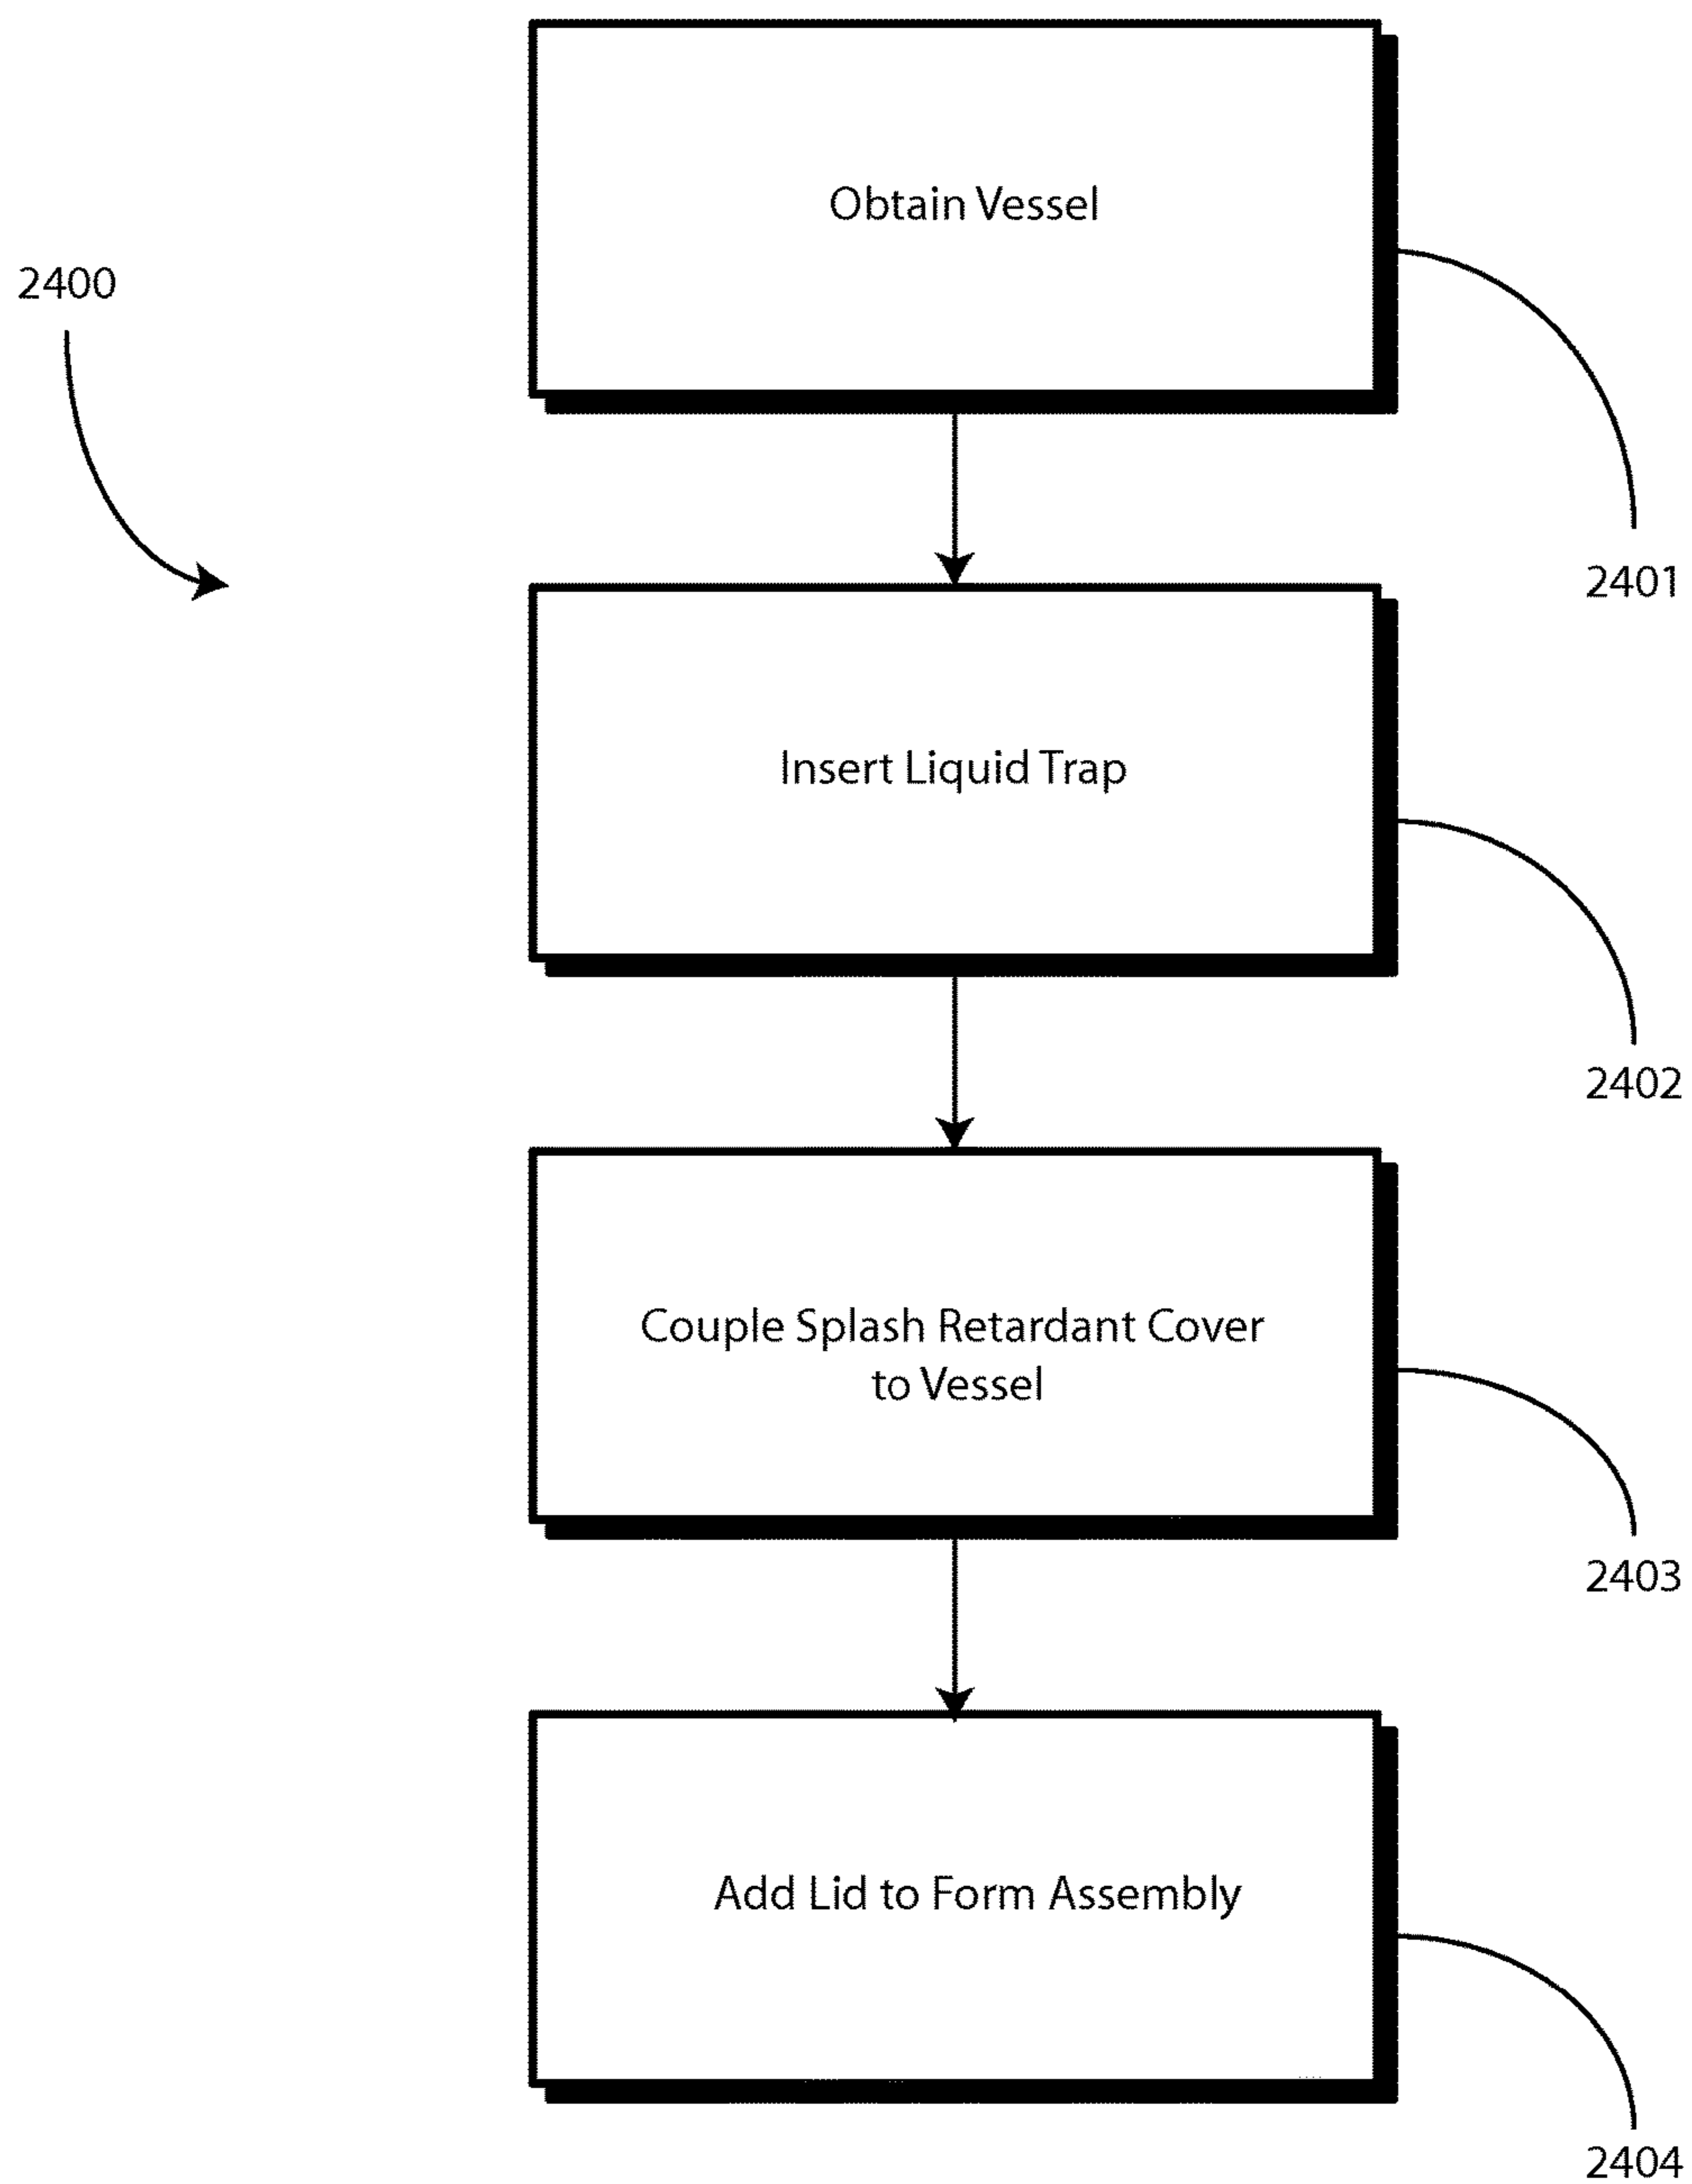 Obtain Vessel
2400
2401
Insert Liquid Trap
2402
Couple Splash Retardant Cover
to Vessel
2403
Add Lid to Form Assembly
2404